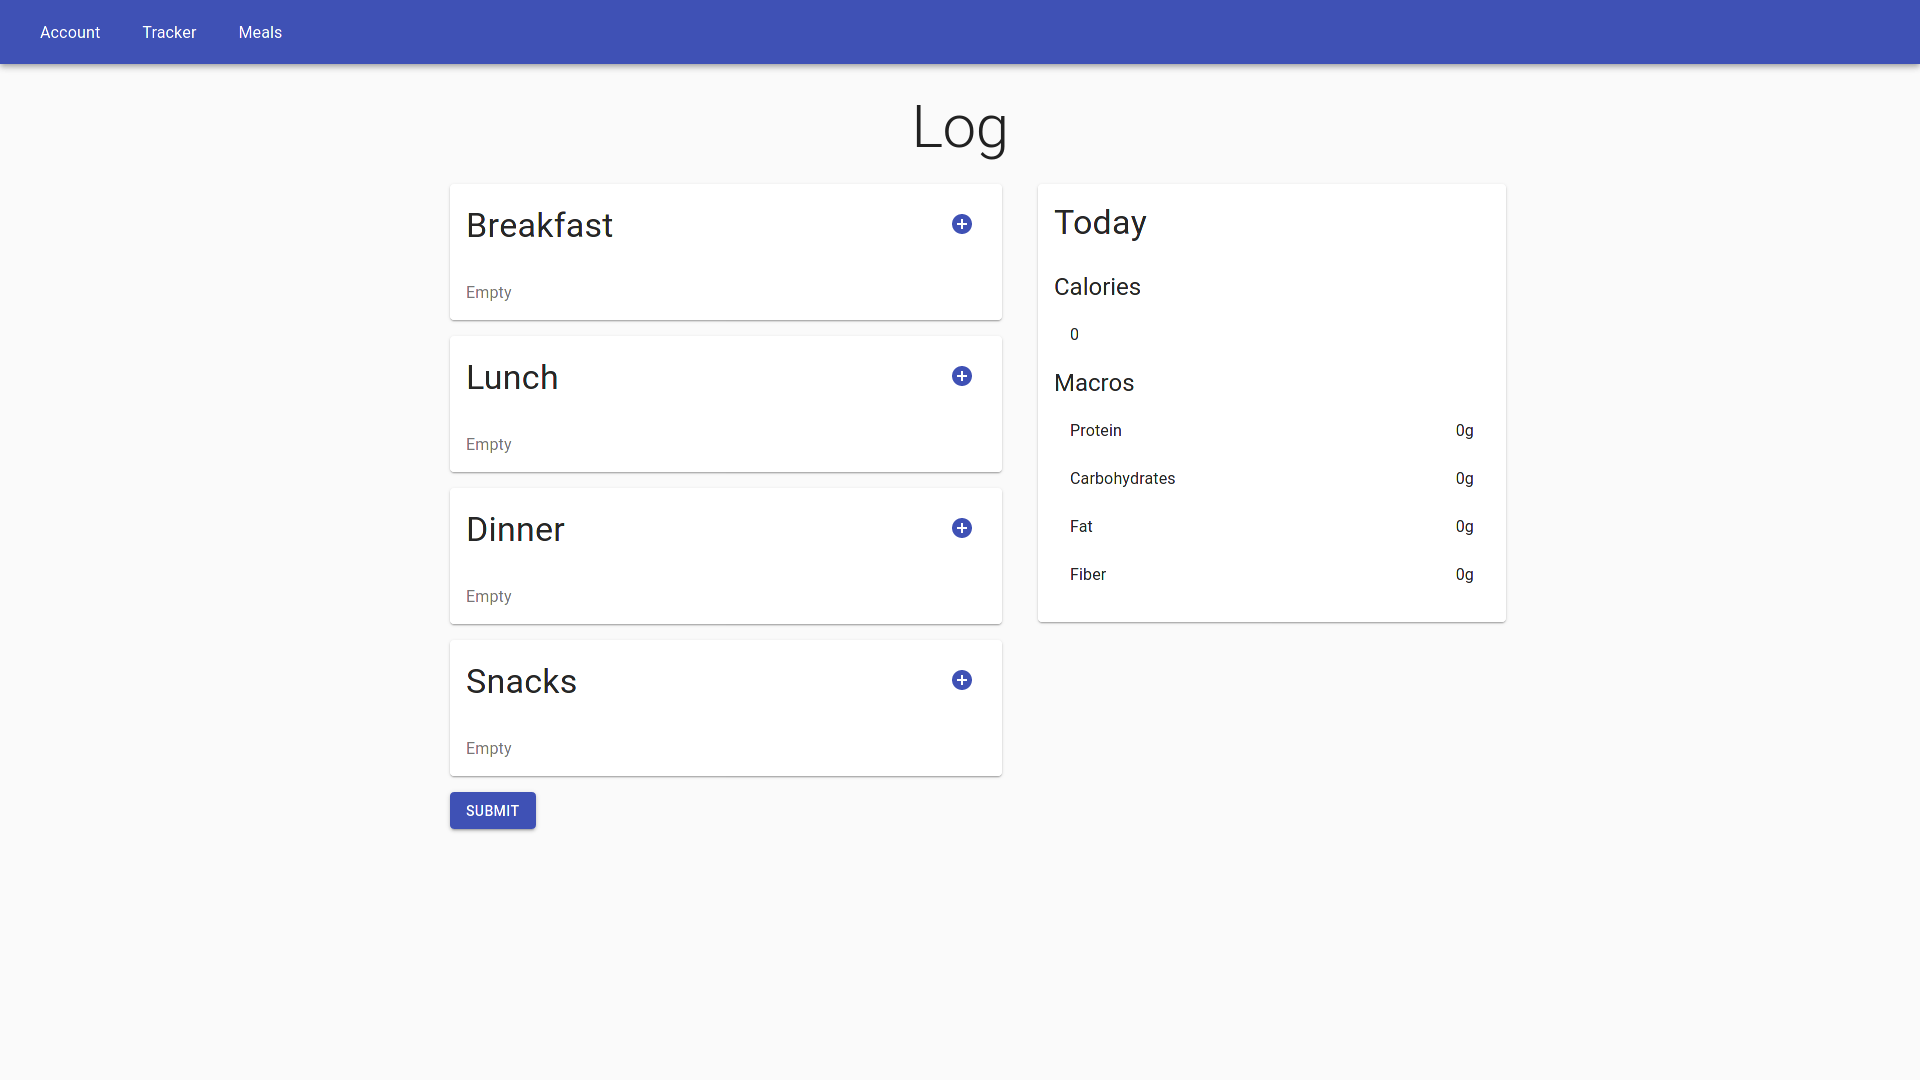 Account Tracker Meals
Log
Breakfast
Empty
Lunch
Empty
Dinner
Empty
Snacks
Empty
SUBMIT
Today
Calories
0
Macros
Protein 0g
Carbohydrates 0g
Fat 0g
Fiber 0g